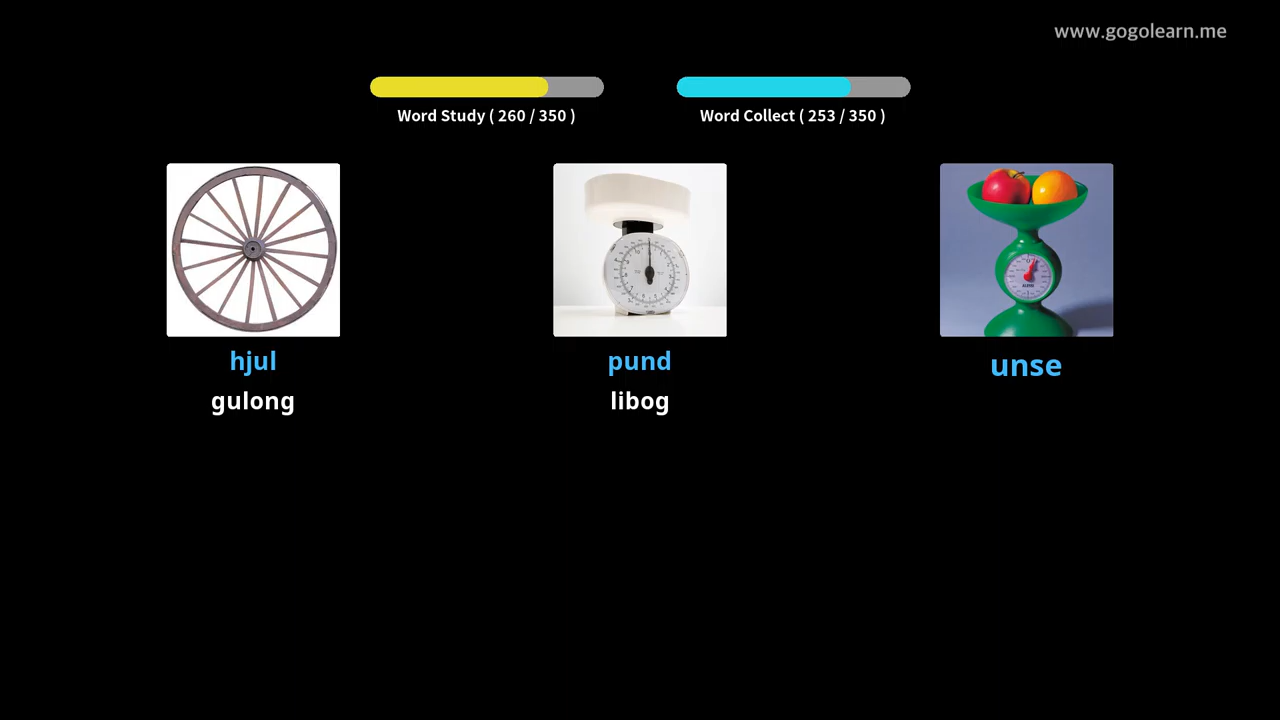 www.gogolearn.me
Word Study ( 260 / 350 )
Word Collect ( 253 / 350 )
hjul
pund
unse
gulong
libog